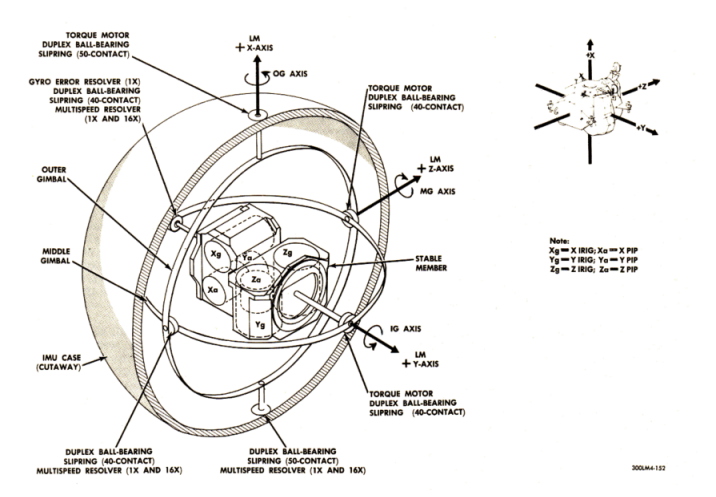 TORQUE MOTOR
DUPLEX BALL-BEARING
SLIPRING (50-CONTACT)
LM
+ X-AXIS
OG AXIS
GYRO ERROR RESOLVER (1X)
DUPLEX BALL-BEARING
SLIPRING (40-CONTACT)
MULTISPEED RESOLVER
(1X AND 16X)
TORQUE MOTOR
DUPLEX BALL-BEARING
SLIPRING (40-CONTACT)
LM
+ Z-AXIS
MG AXIS
OUTER
GIMBAL
MIDDLE
GIMBAL
Xg
Ya
Zg
Xa
Za
Yg
STABLE
MEMBER
IG AXIS
LM
+ Y-AXIS
IMU CASE
(CUTAWAY)
TORQUE MOTOR
DUPLEX BALL-BEARING
SLIPRING (40-CONTACT)
DUPLEX BALL-BEARING
SLIPRING (40-CONTACT)
MULTISPEED RESOLVER (1X AND 16X)
DUPLEX BALL-BEARING
SLIPRING (50-CONTACT)
MULTISPEED RESOLVER (1X AND 16X)
+X
+Z
+Y
Note:
Xg = X IRIG; Xa = X PIP
Yg = Y IRIG; Ya = Y PIP
Zg = Z IRIG; Za = Z PIP
300LM4-152